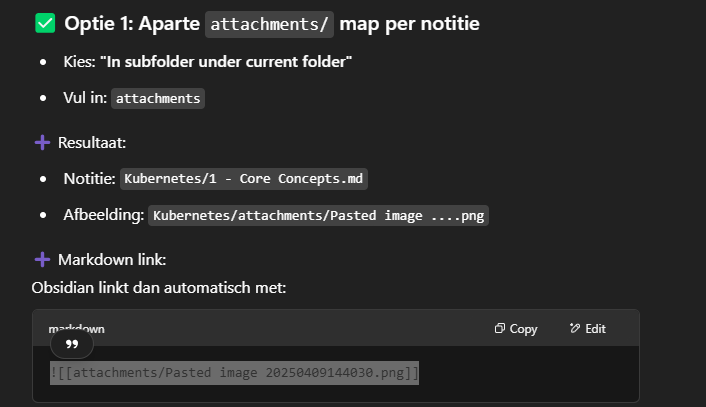 Optie 1: Aparte attachments/ map per notitie
Kies: "In subfolder under current folder"
Vul in: attachments
Resultaat:
Notitie: Kubernetes/1 - Core Concepts.md
Afbeelding: Kubernetes/attachments/Pasted image ....png
Markdown link:
Obsidian linkt dan automatisch met:
markdown Copy Edit
![[attachments/Pasted image 20250409144030.png]]